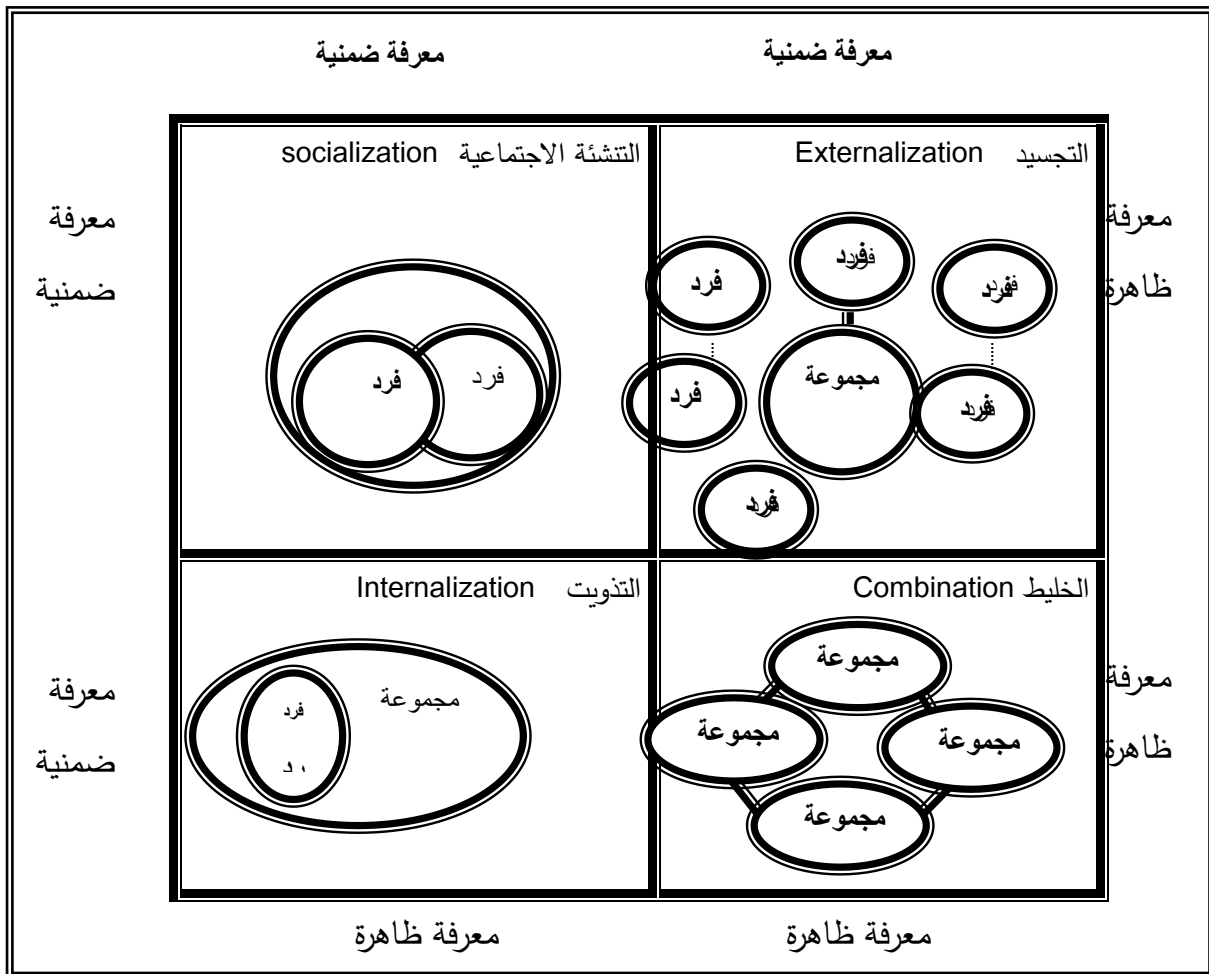 معرفة ضمنية
معرفة ضمنية
التجسيد Externalization
التنشئة الاجتماعية socialization
معرفة
ظاهرة
معرفة
ضمنية
فرد
فرد
فرد
فرد
فرد
فرد
مجموعة
فرد
فرد
الخليط Combination
التذويت Internalization
معرفة
ظاهرة
معرفة
ضمنية
مجموعة
مجموعة
مجموعة
مجموعة
مجموعة
فرد
معرفة ظاهرة
معرفة ظاهرة